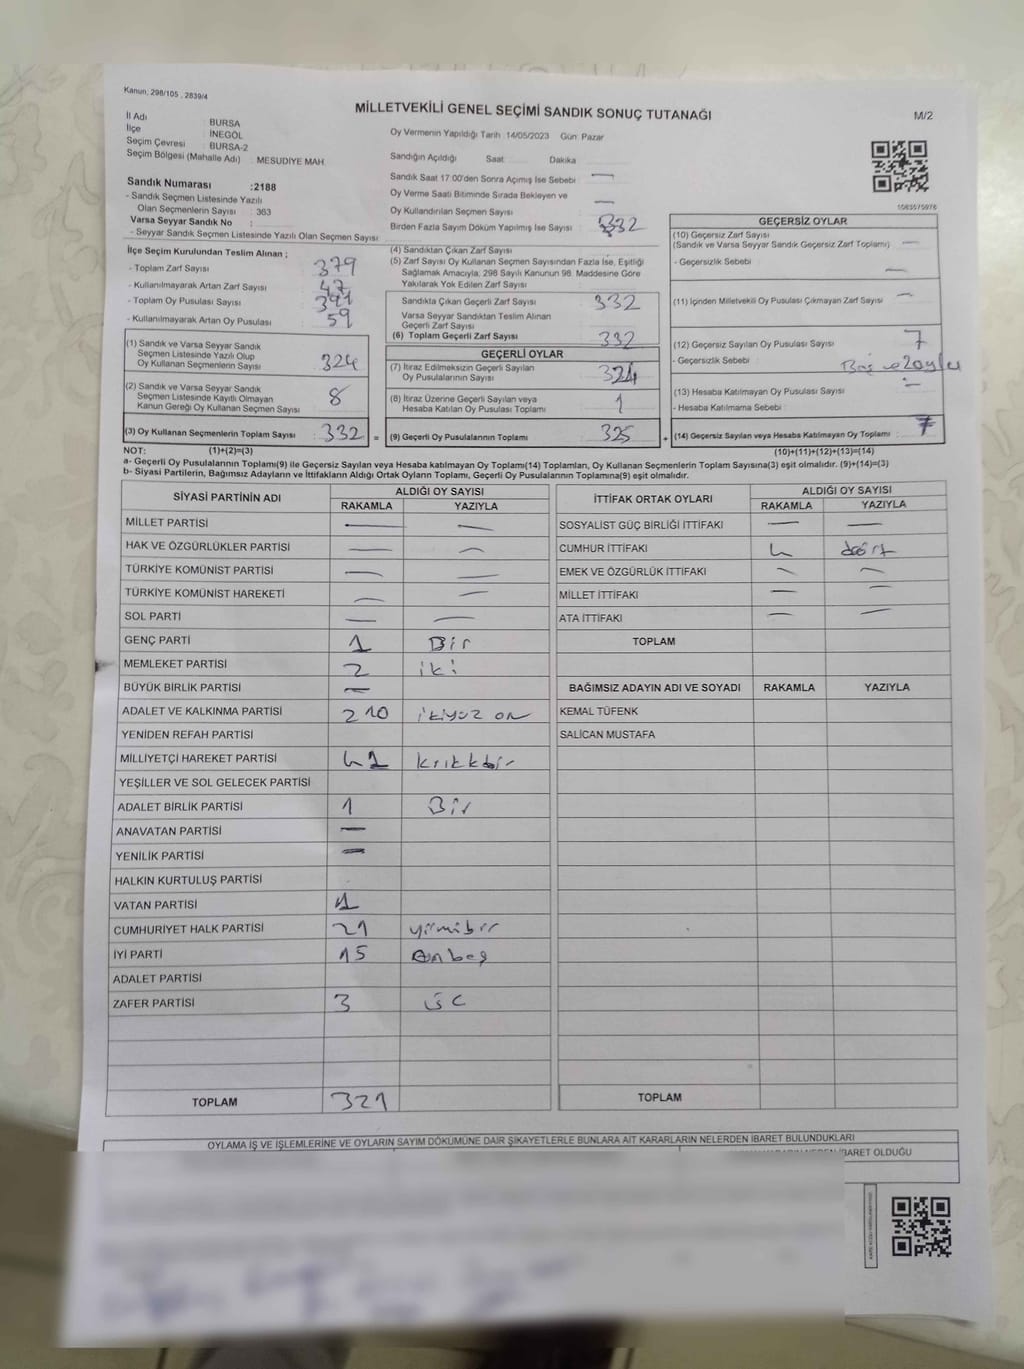 Kanun, 298/105 , 2839/4
MİLLETVEKİLİ GENEL SEÇİMİ SANDIK SONUÇ TUTANAĞI
M/2
İl Adı : BURSA
İlçe : İNEGÖL
Seçim Çevresi : BURSA-2
Seçim Bölgesi (Mahalle Adı) : MESUDİYE MAH.
Sandık Numarası :2188
- Sandık Seçmen Listesinde Yazılı
Olan Seçmenlerin Sayısı : 363
Varsa Seyyar Sandık No :
- Seyyar Sandık Seçmen Listesinde Yazılı Olan Seçmen Sayısı :
Oy Vermenin Yapıldığı Tarih :14/05/2023 Gün: Pazar
Sandığın Açıldığı Saat Dakika
Sandık Saat 17:00'den Sonra Açımış İse Sebebi : —
Oy Verme Saati Bitiminde Sırada Bekleyen ve
Oy Kullandırılan Seçmen Sayısı : —
Birden Fazla Sayım Döküm Yapılmış İse Sayısı : 332
İlçe Seçim Kurulundan Teslim Alınan ;
- Toplam Zarf Sayısı : 379
- Kullanılmayarak Artan Zarf Sayısı : 47
- Toplam Oy Pusulası Sayısı : 391
- Kullanılmayarak Artan Oy Pusulası : 59
(1) Sandık ve Varsa Seyyar Sandık
Seçmen Listesinde Yazılı Olup
Oy Kullanan Seçmenlerin Sayısı : 324
(2) Sandık ve Varsa Seyyar Sandık
Seçmen Listesinde Kayıtlı Olmayan
Kanun Gereği Oy Kullanan Seçmen Sayısı : 8
(3) Oy Kullanan Seçmenlerin Toplam Sayısı : 332 =
(4) Sandıktan Çıkan Zarf Sayısı :
(5) Zarf Sayısı Oy Kullanan Seçmen Sayısından Fazla İse, Eşitliği
Sağlamak Amacıyla, 298 Sayılı Kanunun 98. Maddesine Göre
Yakılarak Yok Edilen Zarf Sayısı :
Sandıkta Çıkan Geçerli Zarf Sayısı : 332
Varsa Seyyar Sandıktan Teslim Alınan
Geçerli Zarf Sayısı :
(6) Toplam Geçerli Zarf Sayısı : 332
GEÇERLİ OYLAR
(7) İtiraz Edilmeksizin Geçerli Sayılan
Oy Pusulalarının Sayısı : 324
(8) İtiraz Üzerine Geçerli Sayılan veya
Hesaba Katılan Oy Pusulası Toplamı : 1
(9) Geçerli Oy Pusulalarının Toplamı : 325 +
1583575976
GEÇERSİZ OYLAR
(10) Geçersiz Zarf Sayısı
(Sandık ve Varsa Seyyar Sandık Geçersiz Zarf Toplamı) : —
- Geçersizlik Sebebi : —
(11) İçinden Milletvekili Oy Pusulası Çıkmayan Zarf Sayısı : —
(12) Geçersiz Sayılan Oy Pusulası Sayısı : 7
- Geçersizlik Sebebi :
(13) Hesaba Katılmayan Oy Pusulası Sayısı : —
- Hesaba Katılmama Sebebi :
(14) Geçersiz Sayılan veya Hesaba Katılmayan Oy Toplamı : 7
NOT: (1)+(2)=(3) (10)+(11)+(12)+(13)=(14)
a- Geçerli Oy Pusulalarının Toplamı(9) ile Geçersiz Sayılan veya Hesaba katılmayan Oy Toplamı(14) Toplamları, Oy Kullanan Seçmenlerin Toplam Sayısına(3) eşit olmalıdır. (9)+(14)=(3)
b- Siyasi Partilerin, Bağımsız Adayların ve İttifakların Aldığı Ortak Oyların Toplamı, Geçerli Oy Pusulalarının Toplamına(9) eşit olmalıdır.
SİYASİ PARTİNİN ADI ALDIĞI OY SAYISI
RAKAMLA YAZIYLA
MİLLET PARTİSİ — —
HAK VE ÖZGÜRLÜKLER PARTİSİ — —
TÜRKİYE KOMÜNİST PARTİSİ — —
TÜRKİYE KOMÜNİST HAREKETİ — —
SOL PARTİ — —
GENÇ PARTİ 1 Bir
MEMLEKET PARTİSİ 2 iki
BÜYÜK BİRLİK PARTİSİ —
ADALET VE KALKINMA PARTİSİ 210 ikiyüz on
YENİDEN REFAH PARTİSİ
MİLLİYETÇİ HAREKET PARTİSİ 41 kırkbir
YEŞİLLER VE SOL GELECEK PARTİSİ
ADALET BİRLİK PARTİSİ 1 Bir
ANAVATAN PARTİSİ —
YENİLİK PARTİSİ —
HALKIN KURTULUŞ PARTİSİ
VATAN PARTİSİ 1
CUMHURİYET HALK PARTİSİ 21 yirmibir
İYİ PARTİ 15 onbeş
ADALET PARTİSİ
ZAFER PARTİSİ 3 üc
TOPLAM 321
İTTİFAK ORTAK OYLARI ALDIĞI OY SAYISI
RAKAMLA YAZIYLA
SOSYALİST GÜÇ BİRLİĞİ İTTİFAKI — —
CUMHUR İTTİFAKI 4 dört
EMEK VE ÖZGÜRLÜK İTTİFAKI — —
MİLLET İTTİFAKI — —
ATA İTTİFAKI — —
TOPLAM
BAĞIMSIZ ADAYIN ADI VE SOYADI RAKAMLA YAZIYLA
KEMAL TÜFENK
SALİCAN MUSTAFA
TOPLAM
OYLAMA İŞ VE İŞLEMLERİNE VE OYLARIN SAYIM DÖKÜMÜNE DAİR ŞİKAYETLERLE BUNLARA AİT KARARLARIN NELERDEN İBARET BULUNDUKLARI
İBARET OLDUĞU